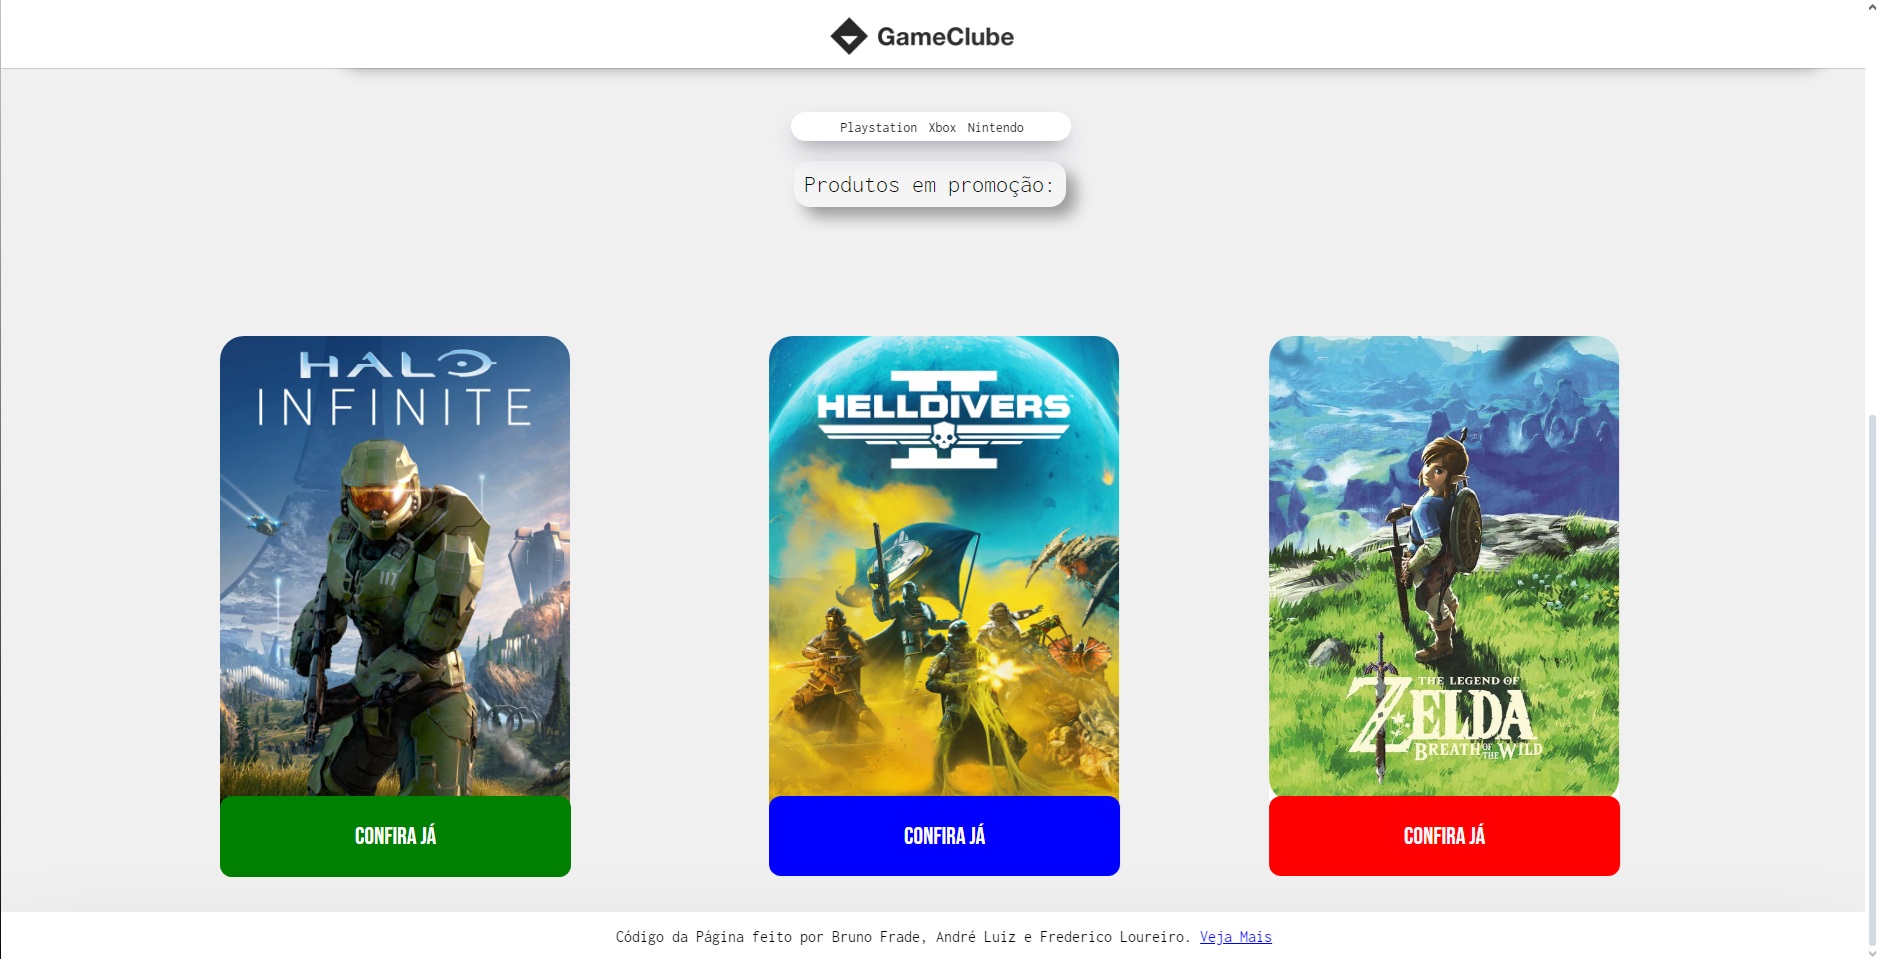 GameClube
Playstation Xbox Nintendo
Produtos em promoção:
HALO
INFINITE
117
CONFIRA JÁ
II
HELLDIVERS
CONFIRA JÁ
THE LEGEND OF
ZELDA
BREATH OF THE WILD
CONFIRA JÁ
Código da Página feito por Bruno Frade, André Luiz e Frederico Loureiro. Veja Mais